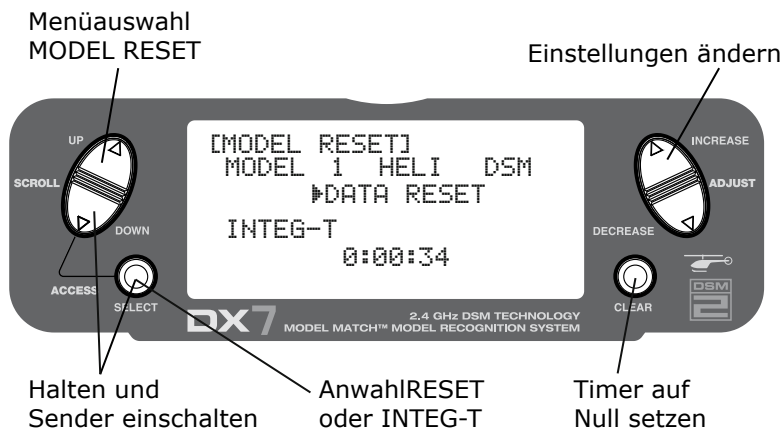 Menüauswahl
MODEL RESET
Einstellungen ändern
UP
SCROLL
DOWN
ACCESS
SELECT
[MODEL RESET]
MODEL 1 HELI DSM
DATA RESET
INTEG-T
0:00:34
INCREASE
ADJUST
DECREASE
CLEAR
DSM
2
DX7
2.4 GHz DSM TECHNOLOGY
MODEL MATCH™ MODEL RECOGNITION SYSTEM
Halten und
Sender einschalten
AnwahlRESET
oder INTEG-T
Timer auf
Null setzen